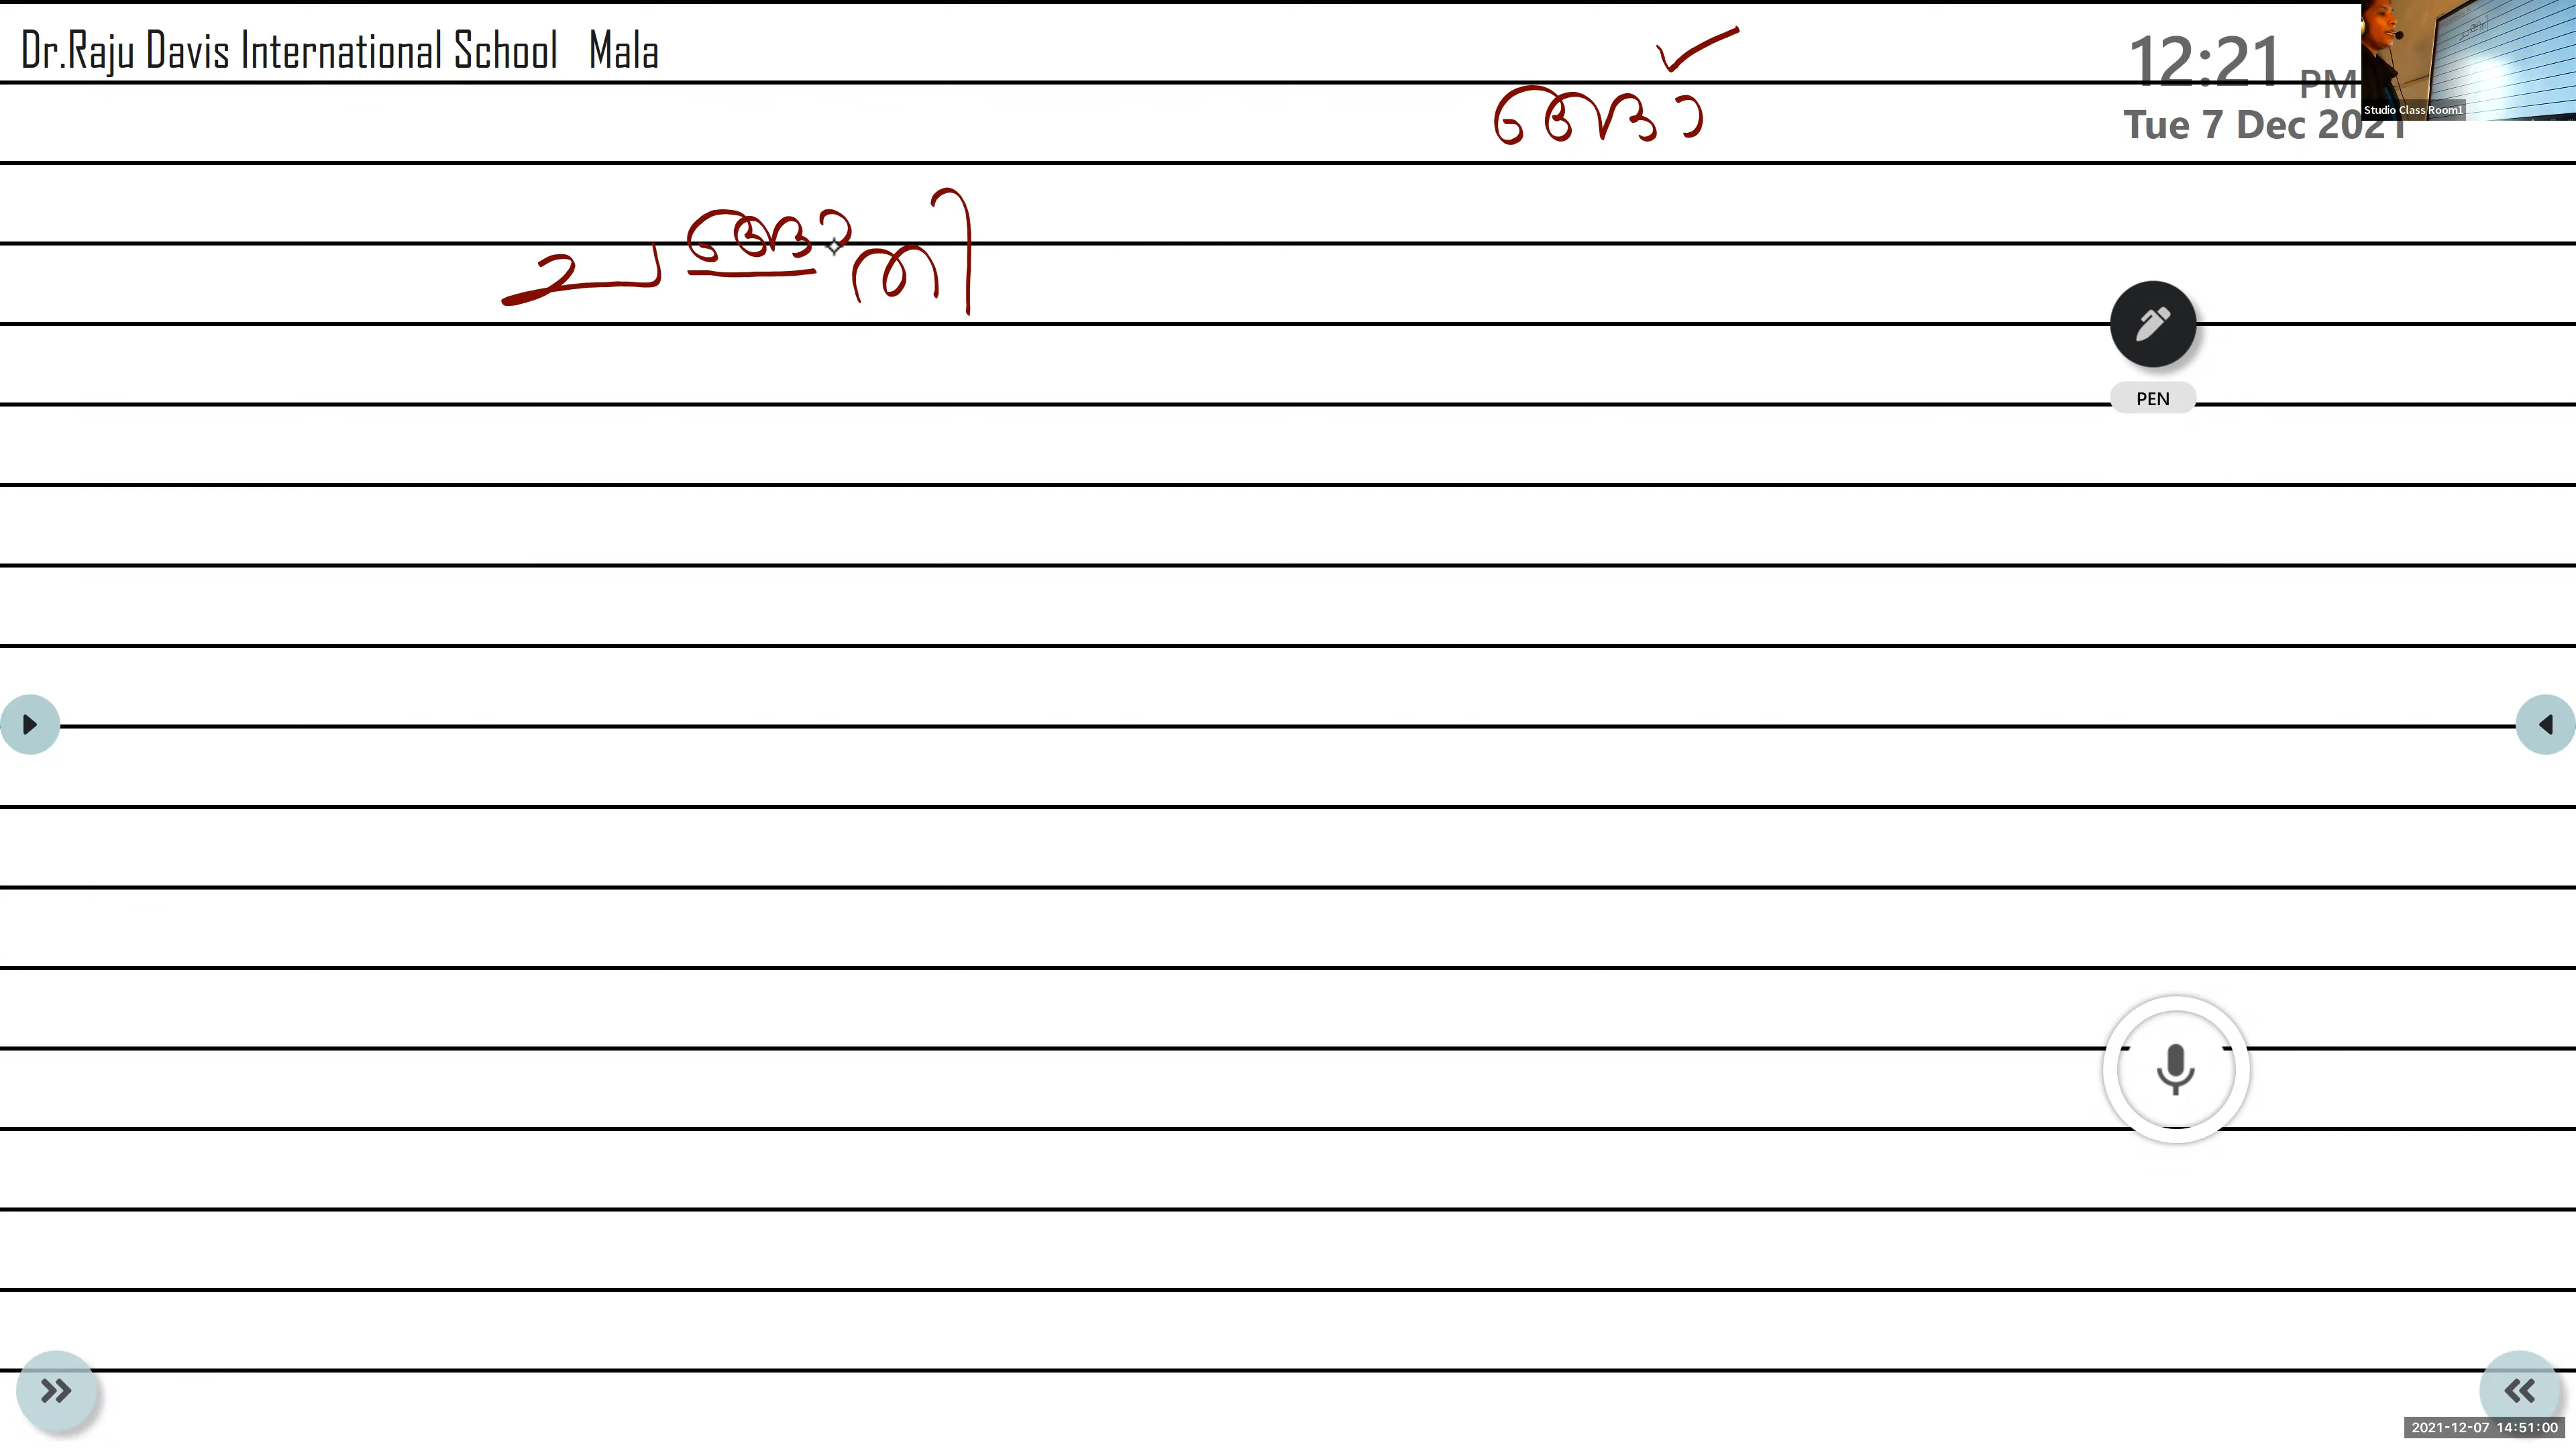 Dr.Raju Davis International School Mala
12:21 PM
Tue 7 Dec 2021
Studio Class Room1
ങ്ങാ
ചങ്ങാതി
PEN
2021-12-07 14:51:00